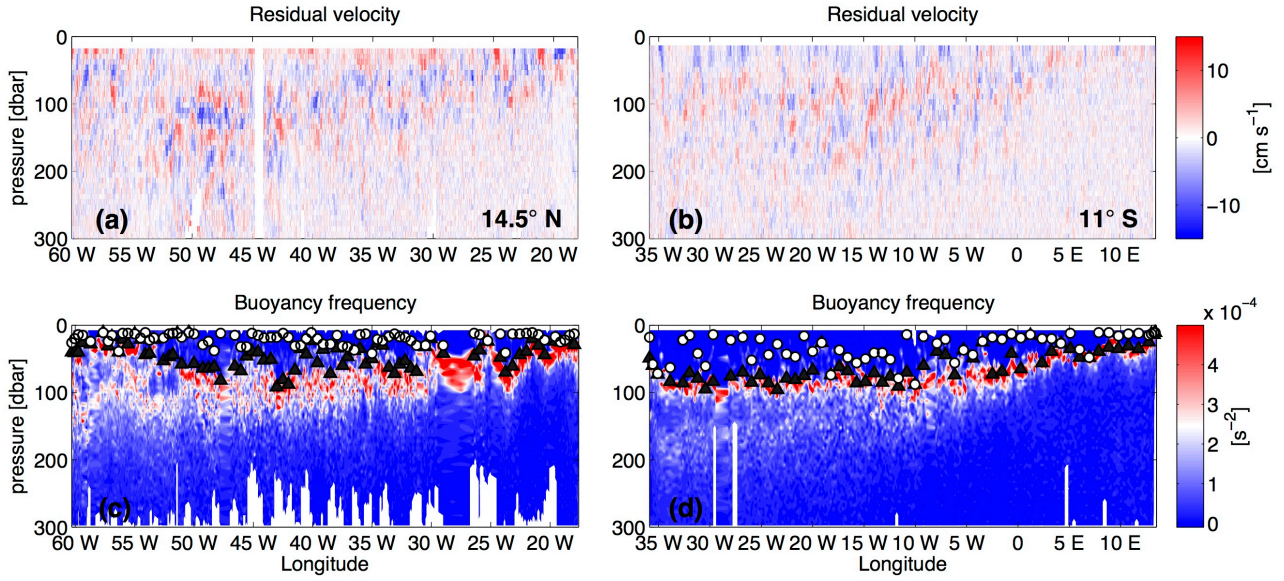 Residual velocity
Residual velocity
0
100
200
300
pressure [dbar]
(a)
14.5° N
60 W 55 W 50 W 45 W 40 W 35 W 30 W 25 W 20 W
0
100
200
300
(b)
11° S
35 W 30 W 25 W 20 W 15 W 10 W 5 W 0 5 E 10 E
10
0
−10
[cm s⁻¹]
Buoyancy frequency
Buoyancy frequency
0
100
200
300
pressure [dbar]
(c)
60 W 55 W 50 W 45 W 40 W 35 W 30 W 25 W 20 W
Longitude
0
100
200
300
(d)
35 W 30 W 25 W 20 W 15 W 10 W 5 W 0 5 E 10 E
Longitude
x 10⁻⁴
4
3
2
1
0
[s⁻²]